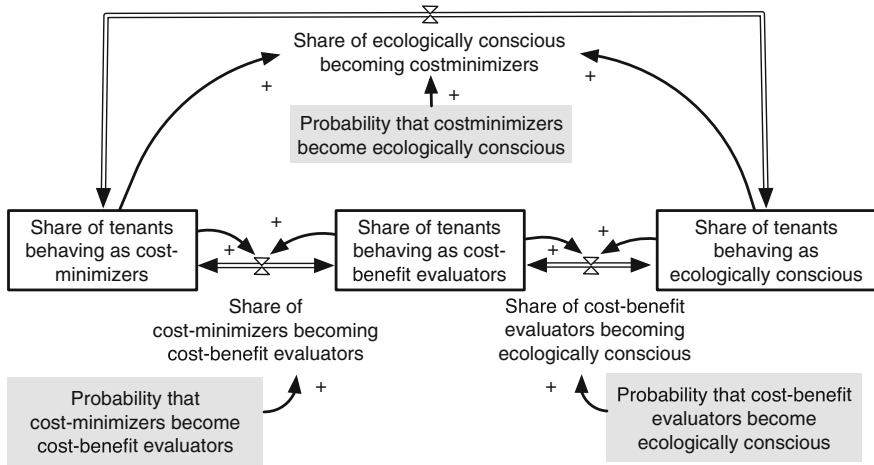 Share of ecologically conscious
becoming costminimizers
+
+
+
Probability that costminimizers
become ecologically conscious
Share of tenants
behaving as cost-
minimizers
+
+
Share of tenants
behaving as cost-
benefit evaluators
+
+
Share of tenants
behaving as
ecologically conscious
Share of
cost-minimizers becoming
cost-benefit evaluators
Share of cost-benefit
evaluators becoming
ecologically conscious
+
+
Probability that
cost-minimizers become
cost-benefit evaluators
Probability that cost-benefit
evaluators become
ecologically conscious